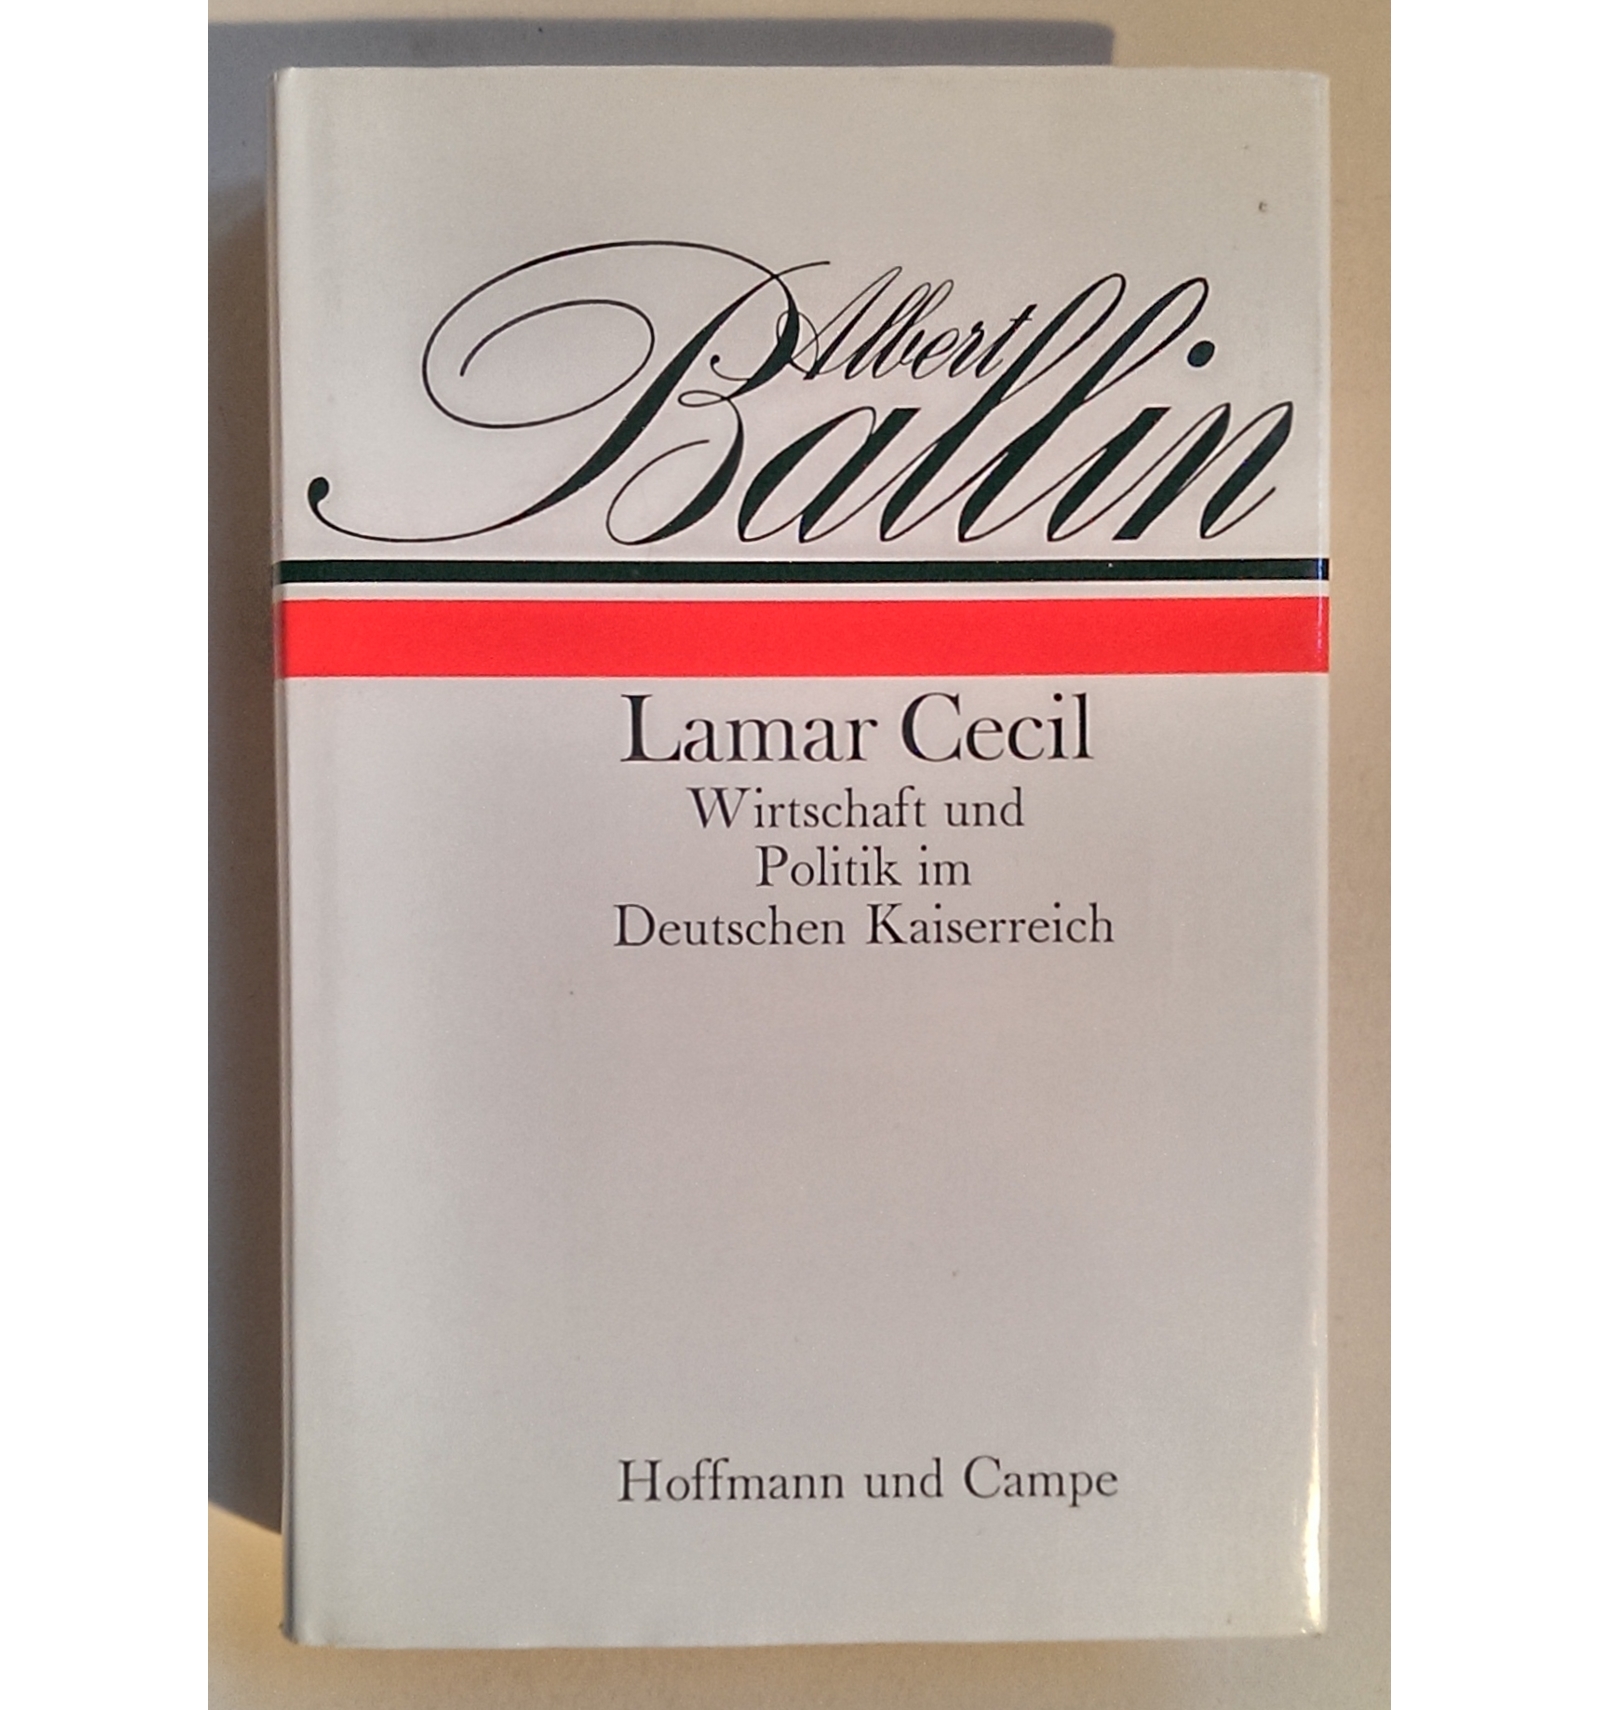 Albert
Ballin
Lamar Cecil
Wirtschaft und
Politik im
Deutschen Kaiserreich
Hoffmann und Campe